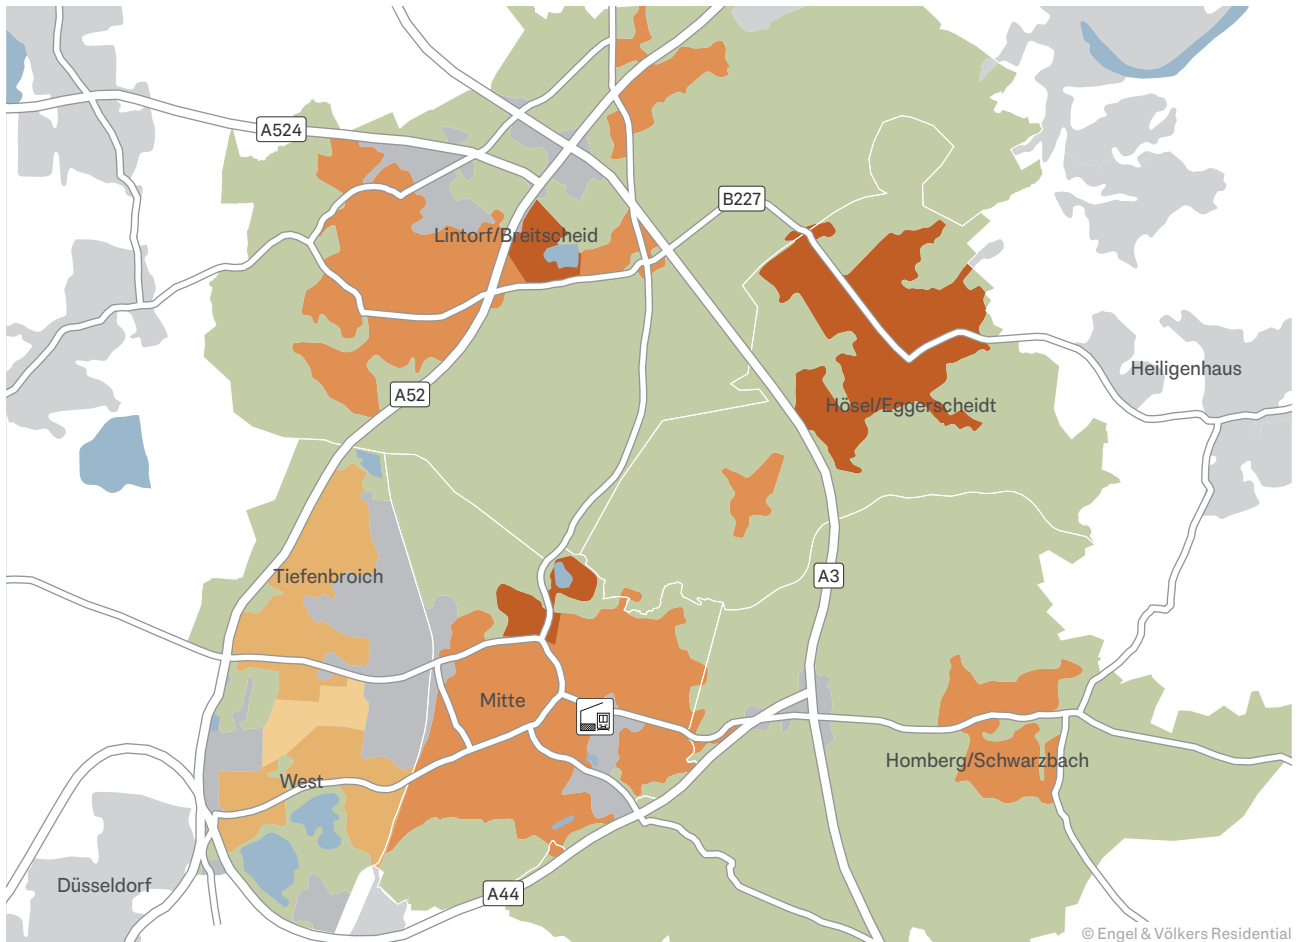 A524
B227
Lintorf/Breitscheid
Heiligenhaus
A52
Hösel/Eggerscheidt
Tiefenbroich
A3
Mitte
Homberg/Schwarzbach
West
Düsseldorf
A44
© Engel & Völkers Residential